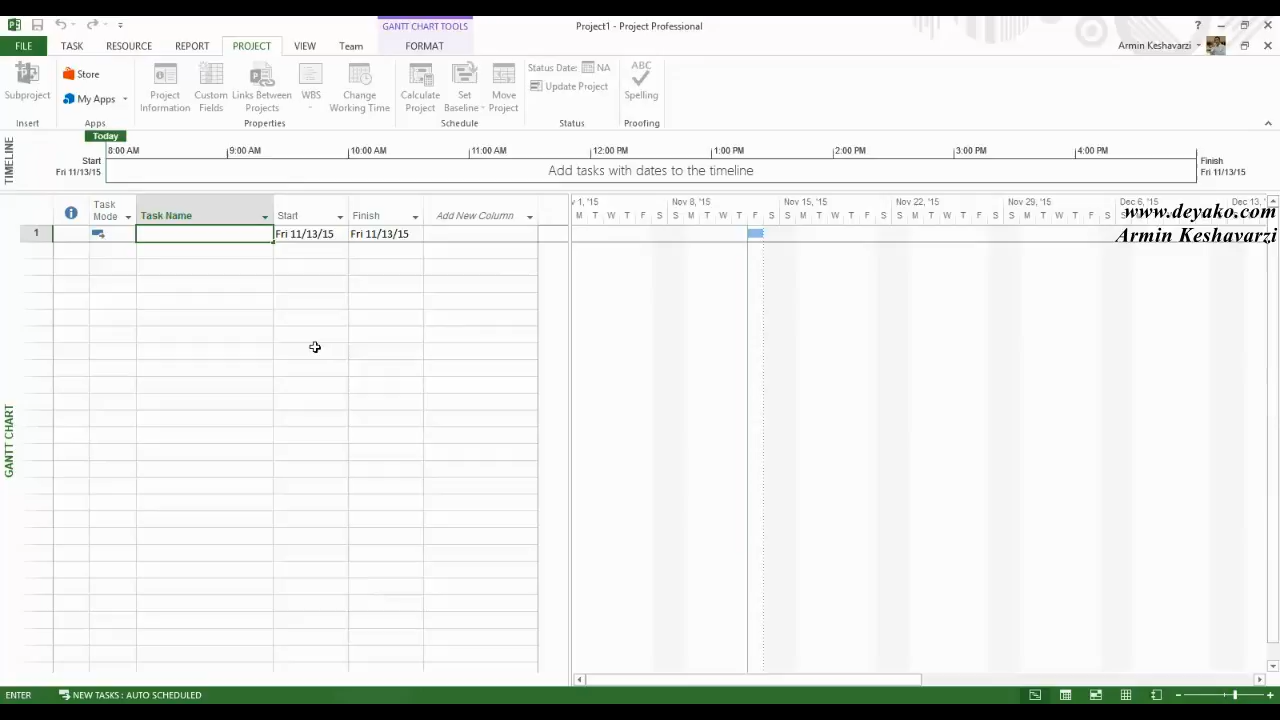 GANTT CHART TOOLS
Project1 - Project Professional
?
FILE TASK RESOURCE REPORT PROJECT VIEW Team FORMAT
Armin Keshavarzi
Subproject
Insert
Store
My Apps
Apps
Project Information
Custom Fields
Links Between Projects
WBS
Change Working Time
Properties
Calculate Project
Set Baseline
Move Project
Schedule
Status Date: NA
Update Project
Status
ABC
Spelling
Proofing
TIMELINE
Today
Start
Fri 11/13/15
8:00 AM 9:00 AM 10:00 AM 11:00 AM 12:00 PM 1:00 PM 2:00 PM 3:00 PM 4:00 PM
Add tasks with dates to the timeline
Finish
Fri 11/13/15
Task Mode
Task Name
Start
Finish
Add New Column
1, '15 Nov 8, '15 Nov 15, '15 Nov 22, '15 Nov 29, '15 Dec 6, '15 Dec 13,
M T W T F S S M T W T F S S M T W T F S S M T W T F S S M T W T F S
www.deyako.com
Armin Keshavarzi
1 Fri 11/13/15 Fri 11/13/15
GANTT CHART
ENTER NEW TASKS : AUTO SCHEDULED